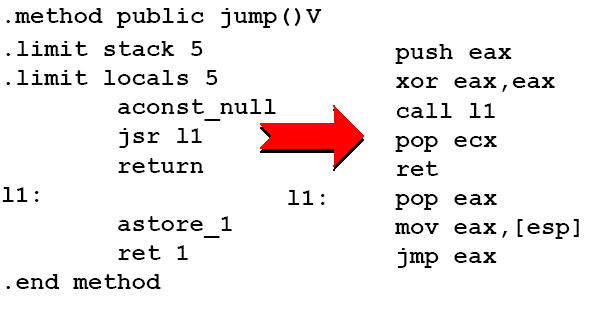 .method public jump()V
.limit stack 5
.limit locals 5
aconst_null
jsr l1
return
l1:
astore_1
ret 1
.end method
push eax
xor eax,eax
call l1
pop ecx
ret
l1: pop eax
mov eax,[esp]
jmp eax